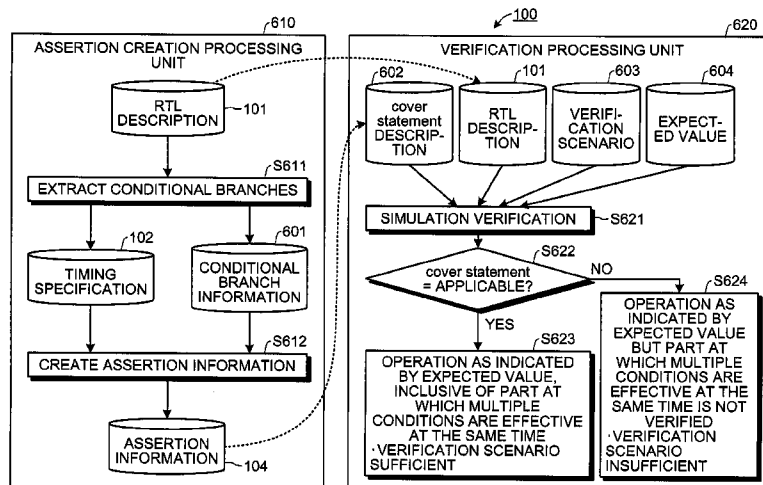 100
610
ASSERTION CREATION PROCESSING
UNIT
RTL
DESCRIPTION
101
S611
EXTRACT CONDITIONAL BRANCHES
102
TIMING
SPECIFICATION
601
CONDITIONAL
BRANCH
INFORMATION
S612
CREATE ASSERTION INFORMATION
ASSERTION
INFORMATION
104
620
VERIFICATION PROCESSING UNIT
602
cover
statement
DESCRIP-
TION
101
RTL
DESCRIP-
TION
603
VERIFI-
CATION
SCENARIO
604
EXPECT-
ED VALUE
SIMULATION VERIFICATION
S621
S622
cover statement
= APPLICABLE?
NO
YES
S623
OPERATION AS INDICATED
BY EXPECTED VALUE,
INCLUSIVE OF PART AT
WHICH MULTIPLE
CONDITIONS ARE EFFECTIVE
AT THE SAME TIME
·VERIFICATION SCENARIO
SUFFICIENT
S624
OPERATION AS
INDICATED BY
EXPECTED VALUE
BUT PART AT
WHICH MULTIPLE
CONDITIONS ARE
EFFECTIVE AT THE
SAME TIME IS NOT
VERIFIED
·VERIFICATION
SCENARIO
INSUFFICIENT